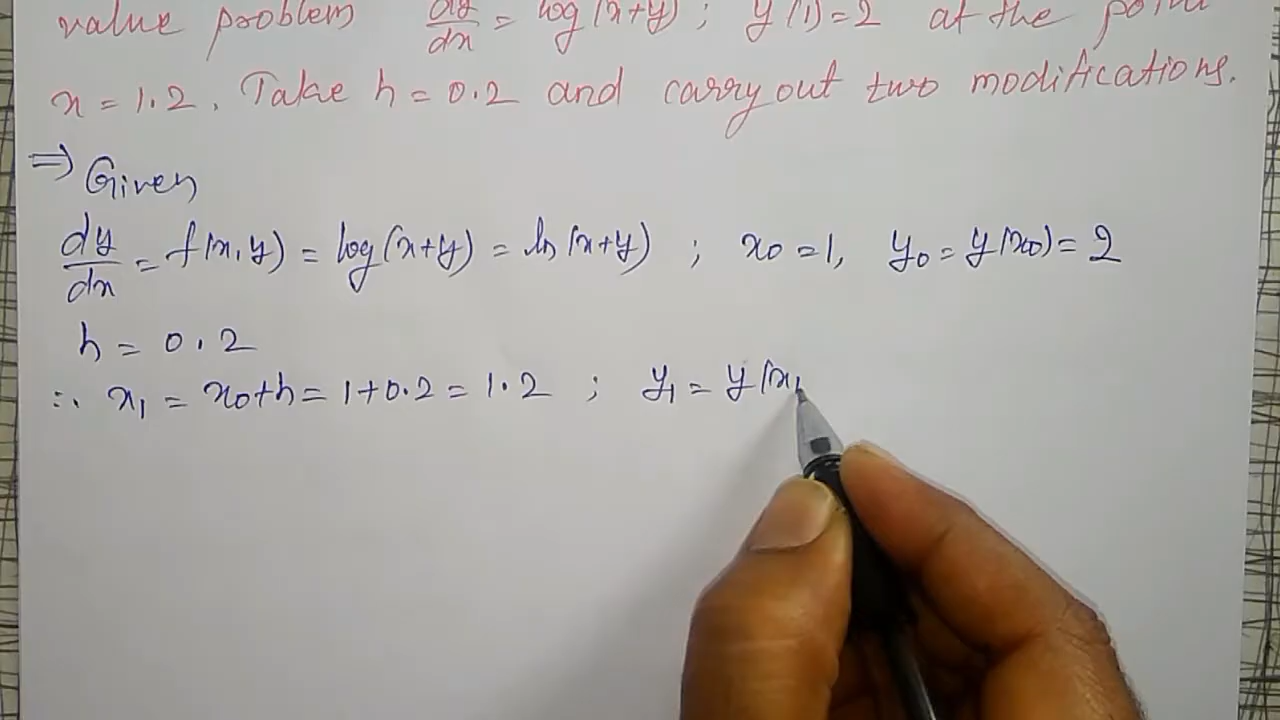 value problem dy/dx = log(x+y) ; y(1)=2 at the point
x = 1.2. Take h = 0.2 and carryout two modifications.
⇒ Given
dy/dx = f(x,y) = log(x+y) = ln(x+y) ; x₀ = 1, y₀ = y(x₀) = 2
h = 0.2
∴ x₁ = x₀+h = 1+0.2 = 1.2 ; y₁ = y(x₁